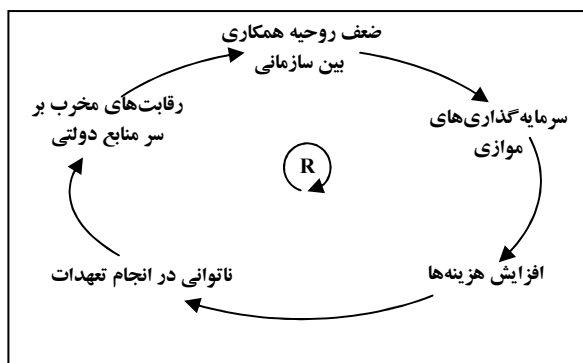 ضعف روحیه همکاری
بین سازمانی
سرمایه‌گذاری‌های
موازی
افزایش هزینه‌ها
ناتوانی در انجام تعهدات
رقابت‌های مخرب بر
سر منابع دولتی
R